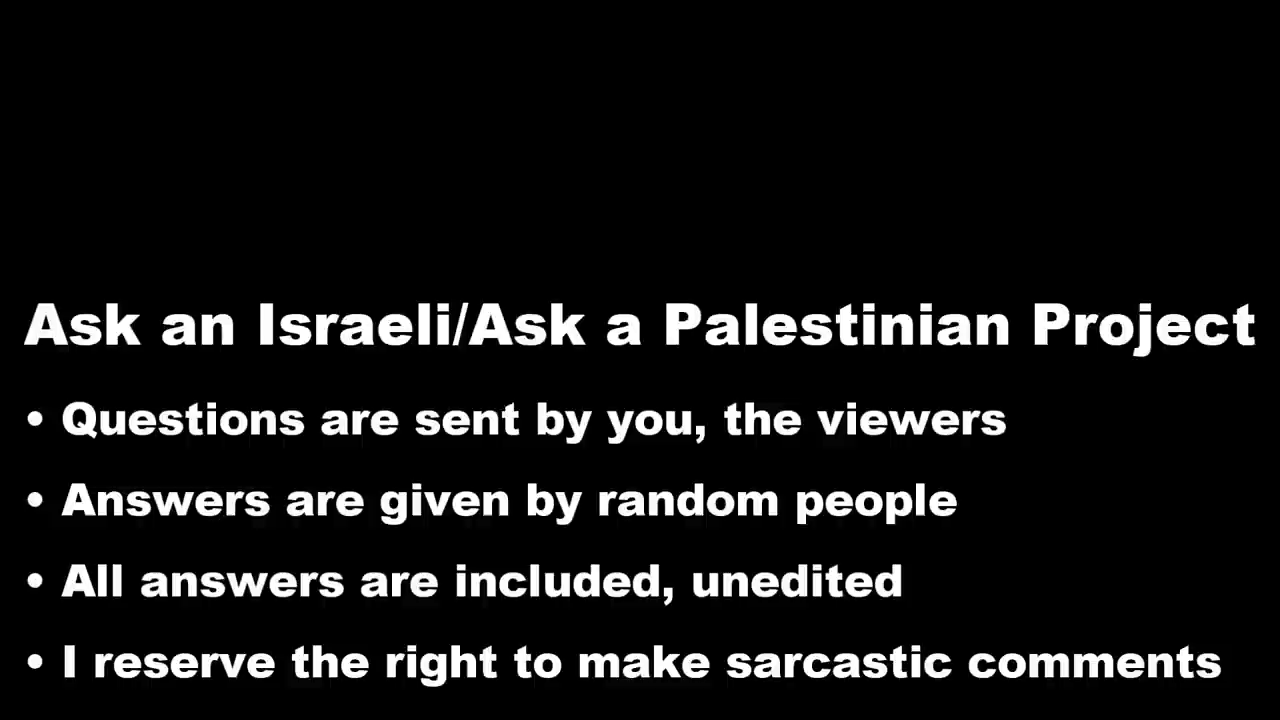 Ask an Israeli/Ask a Palestinian Project
• Questions are sent by you, the viewers
• Answers are given by random people
• All answers are included, unedited
• I reserve the right to make sarcastic comments